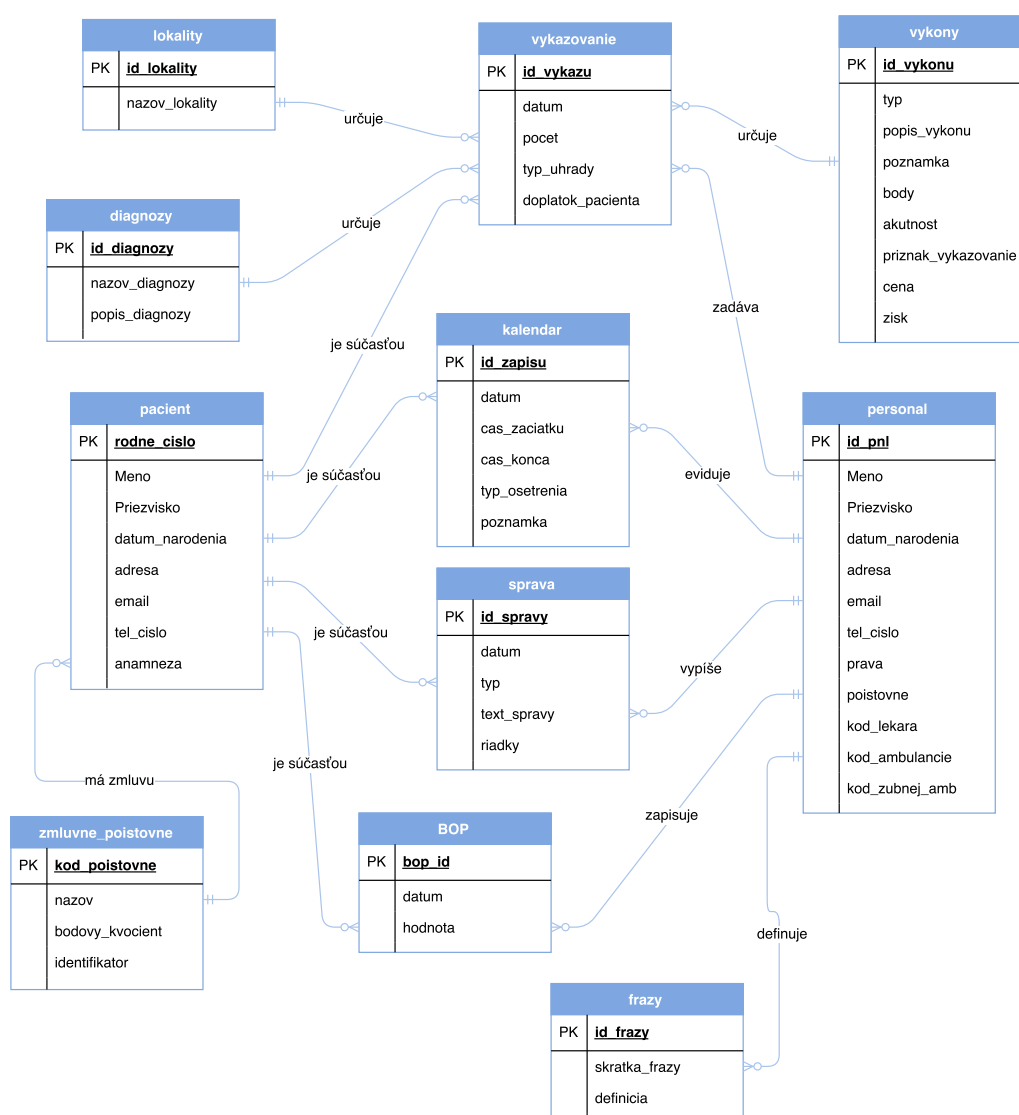 lokality
PK id_lokality
nazov_lokality
vykazovanie
PK id_vykazu
datum
pocet
typ_uhrady
doplatok_pacienta
vykony
PK id_vykonu
typ
popis_vykonu
poznamka
body
akutnost
priznak_vykazovanie
cena
zisk
určuje
určuje
diagnozy
PK id_diagnozy
nazov_diagnozy
popis_diagnozy
určuje
zadáva
je súčasťou
kalendar
PK id_zapisu
datum
cas_zaciatku
cas_konca
typ_osetrenia
poznamka
pacient
PK rodne_cislo
Meno
Priezvisko
datum_narodenia
adresa
email
tel_cislo
anamneza
personal
PK id_pnl
Meno
Priezvisko
datum_narodenia
adresa
email
tel_cislo
prava
poistovne
kod_lekara
kod_ambulancie
kod_zubnej_amb
je súčasťou
eviduje
sprava
PK id_spravy
datum
typ
text_spravy
riadky
je súčasťou
vypíše
je súčasťou
má zmluvu
zapisuje
zmluvne_poistovne
PK kod_poistovne
nazov
bodovy_kvocient
identifikator
BOP
PK bop_id
datum
hodnota
definuje
frazy
PK id_frazy
skratka_frazy
definicia